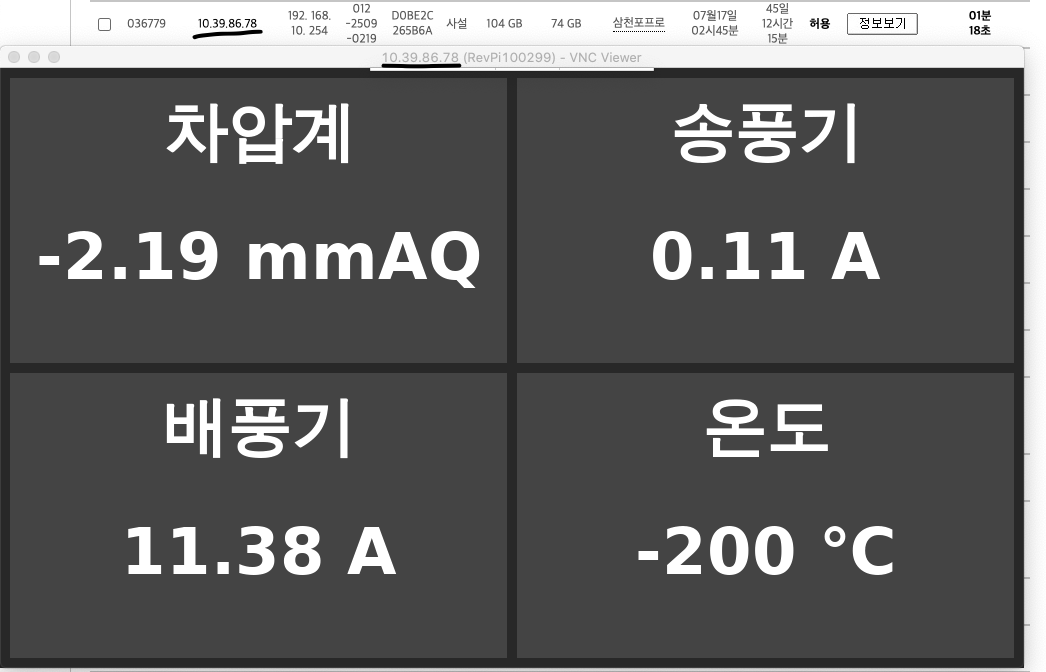 036779 10.39.86.78 192. 168. 10. 254 012 -2509 -0219 D0BE2C 265B6A 사설 104 GB 74 GB 삼천포프로 07월17일 02시45분 45일 12시간 15분 허용 정보보기 01분 18초
10.39.86.78 (RevPi100299) - VNC Viewer
차압계
-2.19 mmAQ
송풍기
0.11 A
배풍기
11.38 A
온도
-200 °C